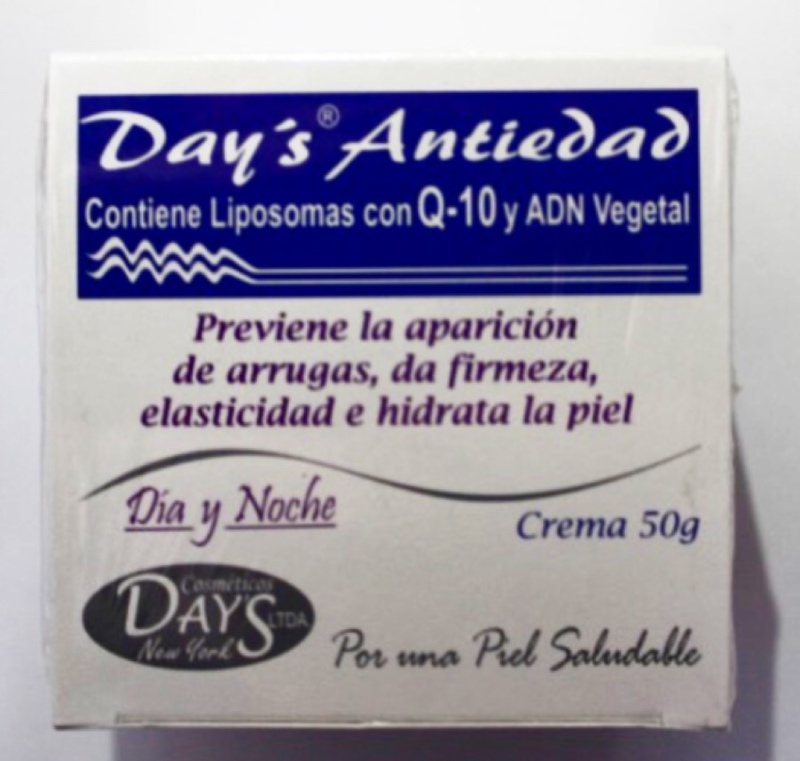 Day's® Antiedad
Contiene Liposomas con Q-10 y ADN Vegetal
Previene la aparición
de arrugas, da firmeza,
elasticidad e hidrata la piel
Día y Noche
Crema 50g
Cosméticos
DAY'S LTDA
New York
Por una Piel Saludable